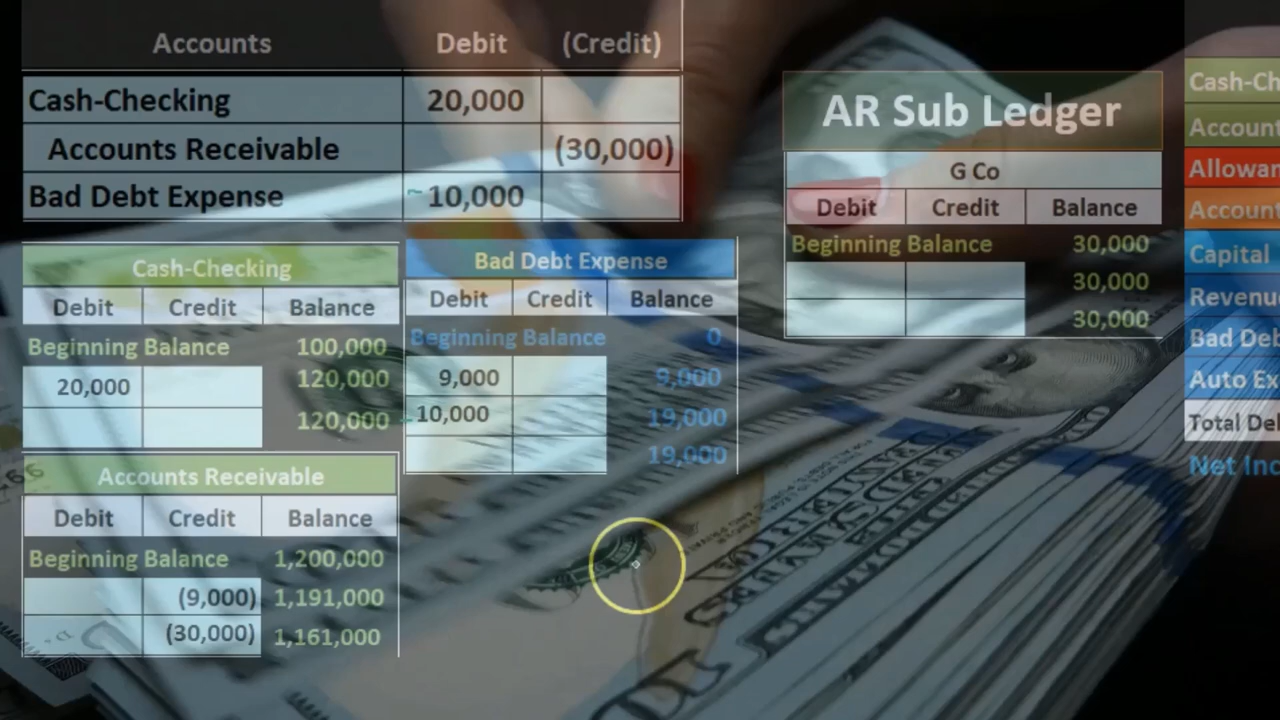 Accounts Debit (Credit)
Cash-Checking 20,000
Accounts Receivable (30,000)
Bad Debt Expense 10,000
Cash-Checking
Debit Credit Balance
Beginning Balance 100,000
20,000 120,000
120,000
Bad Debt Expense
Debit Credit Balance
Beginning Balance 0
9,000 9,000
10,000 19,000
19,000
Accounts Receivable
Debit Credit Balance
Beginning Balance 1,200,000
(9,000) 1,191,000
(30,000) 1,161,000
AR Sub Ledger
G Co
Debit Credit Balance
Beginning Balance 30,000
30,000
30,000
Cash-Ch
Account
Allowan
Account
Capital
Revenu
Bad Deb
Auto Ex
Total Del
Net Inc